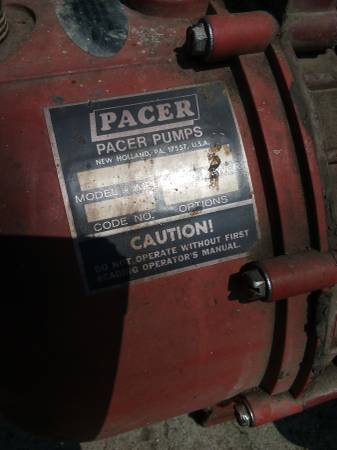 PACER
PACER PUMPS
NEW HOLLAND, PA. 17557, U.S.A.
MODEL
CODE NO. OPTIONS
CAUTION!
DO NOT OPERATE WITHOUT FIRST
READING OPERATOR'S MANUAL.